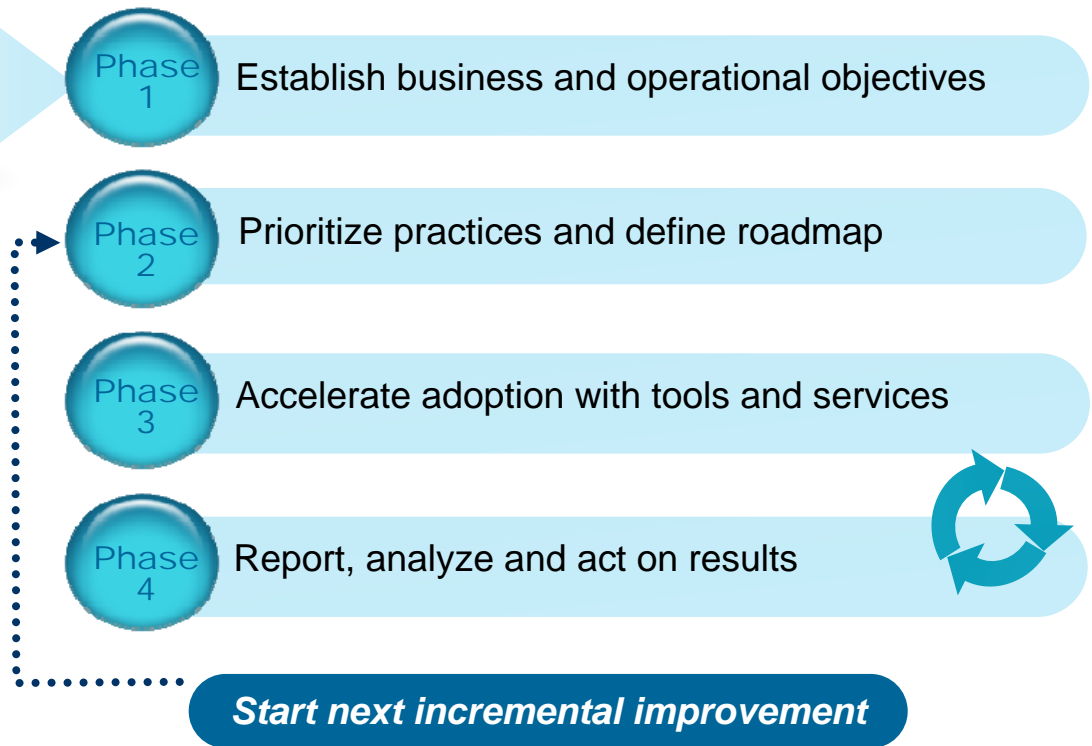 Phase
1
Establish business and operational objectives
Phase
2
Prioritize practices and define roadmap
Phase
3
Accelerate adoption with tools and services
Phase
4
Report, analyze and act on results
Start next incremental improvement